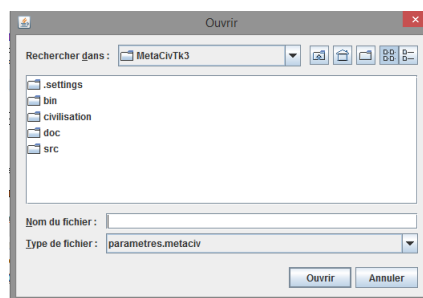 Ouvrir
Rechercher dans : MetaCivTk3
.settings
bin
civilisation
doc
src
Nom du fichier :
Type de fichier : parametres.metaciv
Ouvrir Annuler